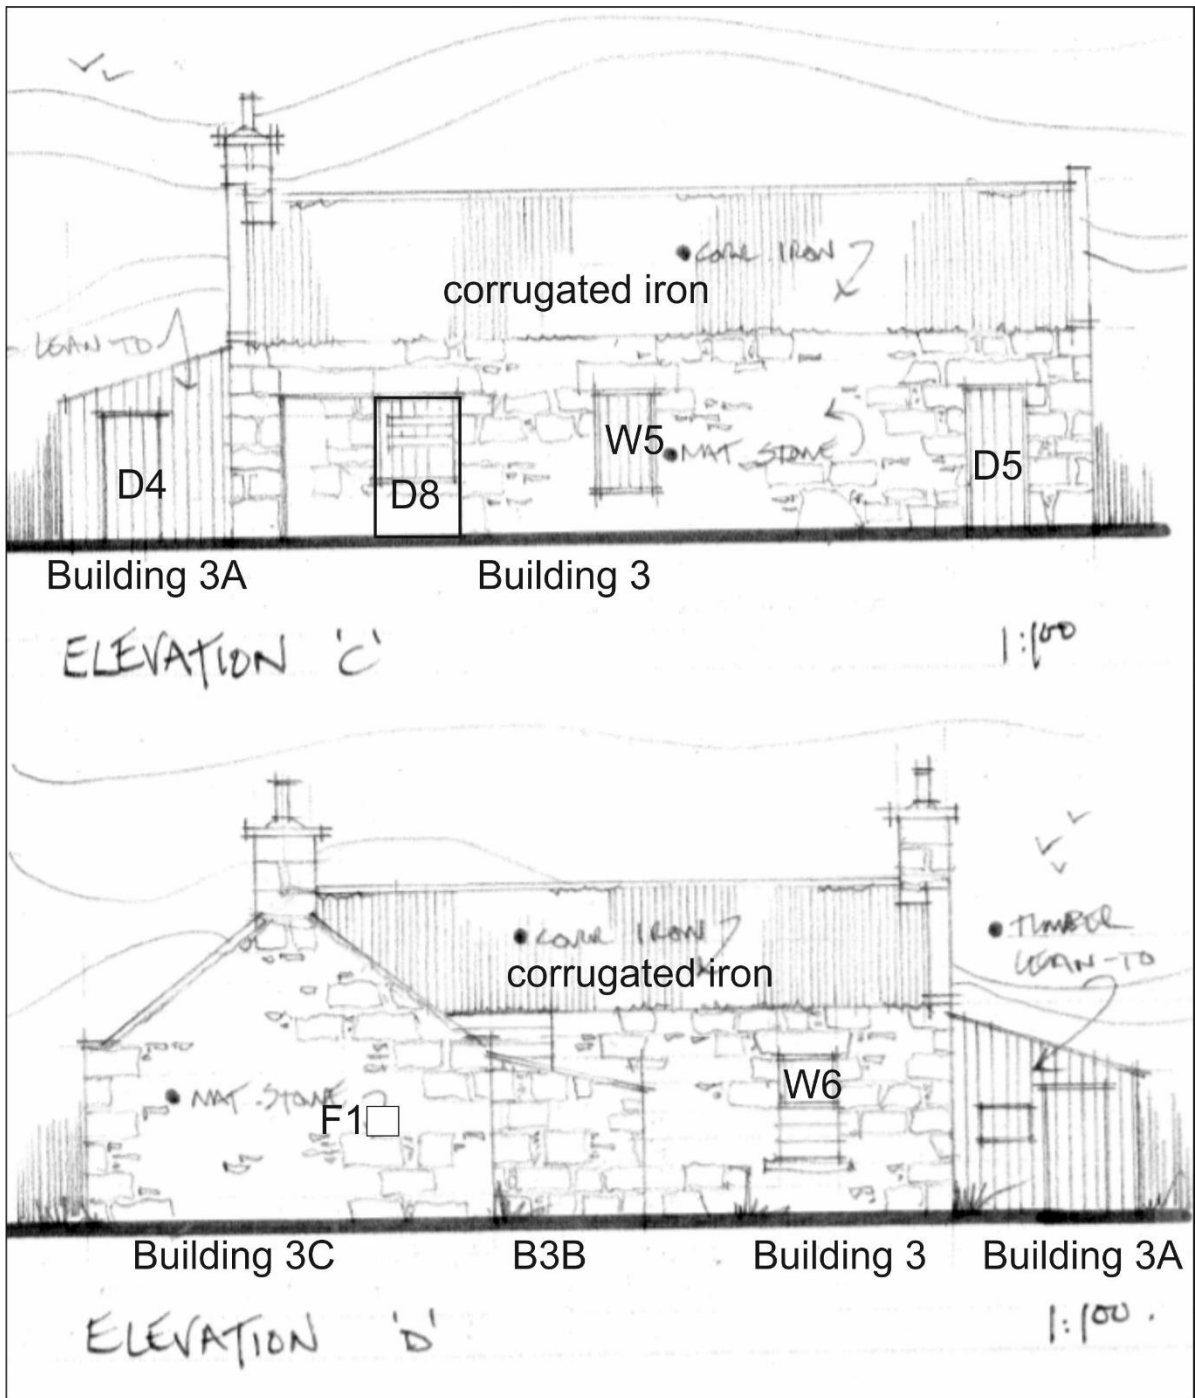 CORR IRON
corrugated iron
LEAN-TO
D4
D8
W5
NAT. STONE
D5
Building 3A
Building 3
ELEVATION 'C'
1:100
CORR IRON
corrugated iron
TIMBER
LEAN-TO
NAT. STONE
F1
W6
Building 3C
B3B
Building 3
Building 3A
ELEVATION 'D'
1:100.